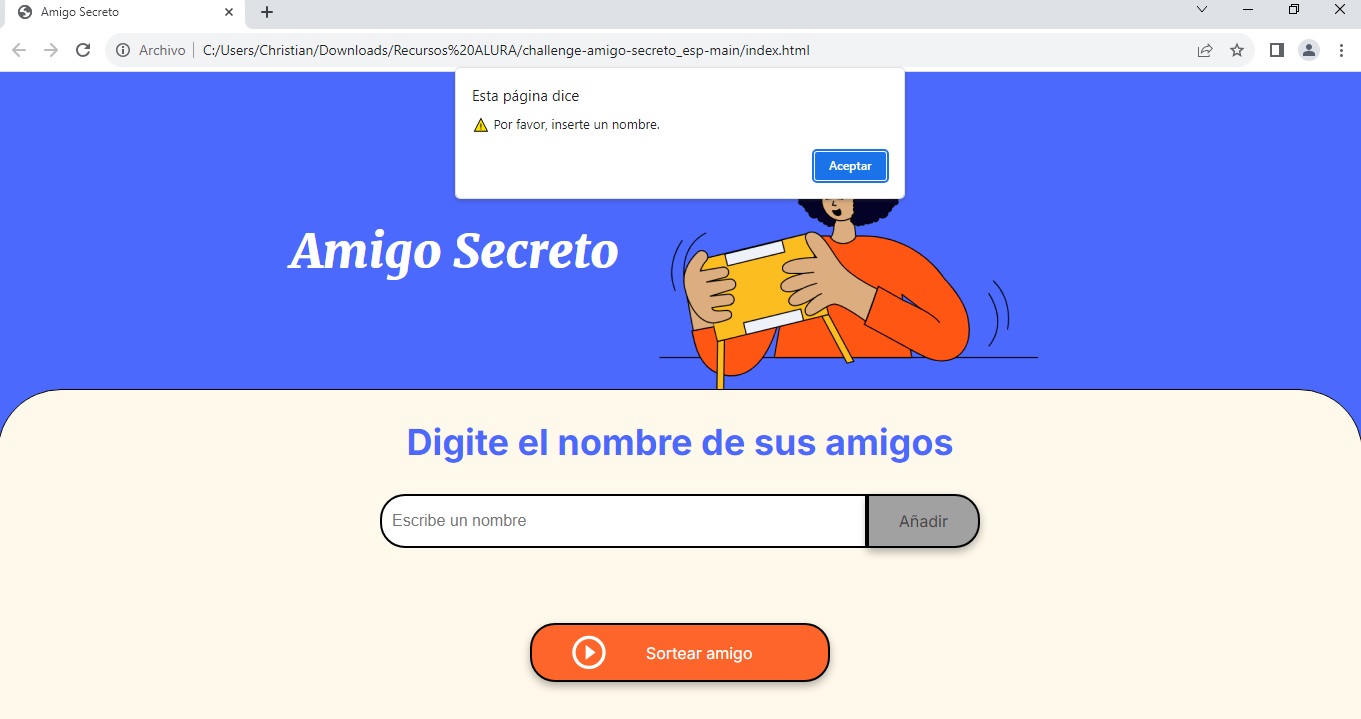 Amigo Secreto
Archivo C:/Users/Christian/Downloads/Recursos%20ALURA/challenge-amigo-secreto_esp-main/index.html
Esta página dice
⚠ Por favor, inserte un nombre.
Aceptar
Amigo Secreto
Digite el nombre de sus amigos
Escribe un nombre Añadir
Sortear amigo